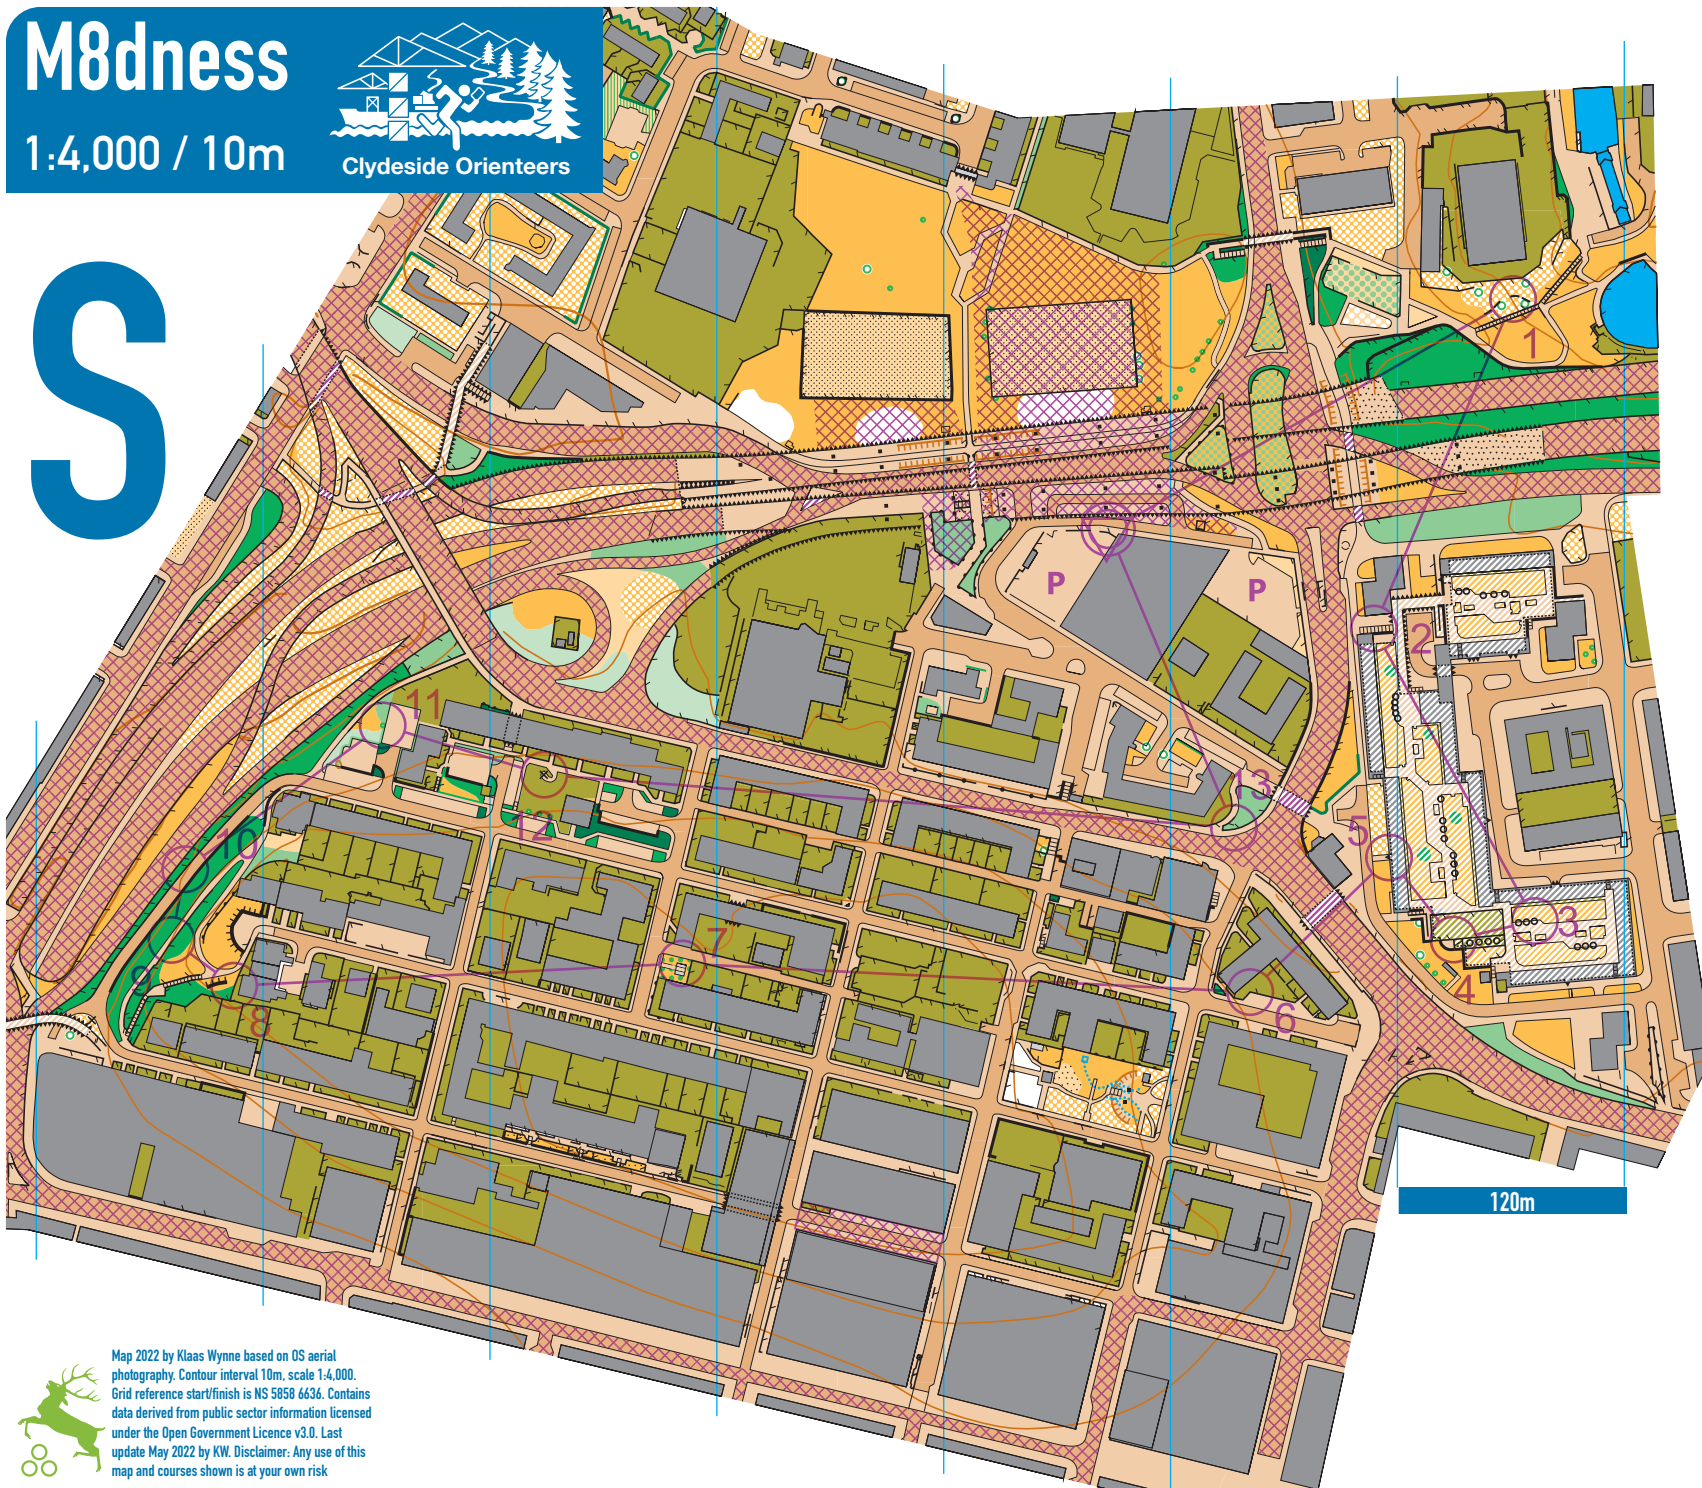 M8dness
1:4,000 / 10m
Clydeside Orienteers
S
1
P
P
2
11
13
12
5
10
3
7
9
4
8
6
120m
Map 2022 by Klaas Wynne based on OS aerial
photography. Contour interval 10m, scale 1:4,000.
Grid reference start/finish is NS 5858 6636. Contains
data derived from public sector information licensed
under the Open Government Licence v3.0. Last
update May 2022 by KW. Disclaimer: Any use of this
map and courses shown is at your own risk